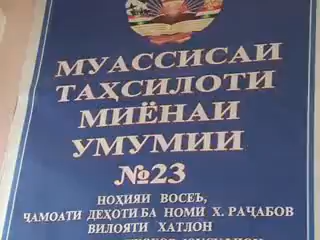 МУАССИСАИ
ТАҲСИЛОТИ
МИЁНАИ
УМУМИИ
№23
НОҲИЯИ ВОСЕЪ,
ҶАМОАТИ ДЕҲОТИ БА НОМИ Х. РАҶАБОВ
ВИЛОЯТИ ХАТЛОН